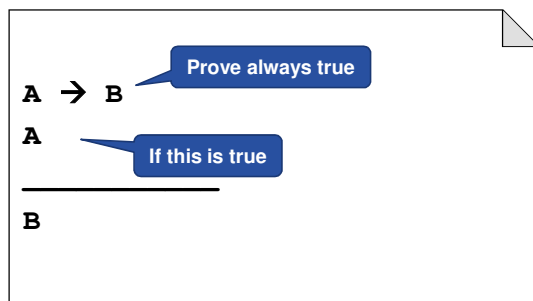 Prove always true
A → B
A
If this is true
B